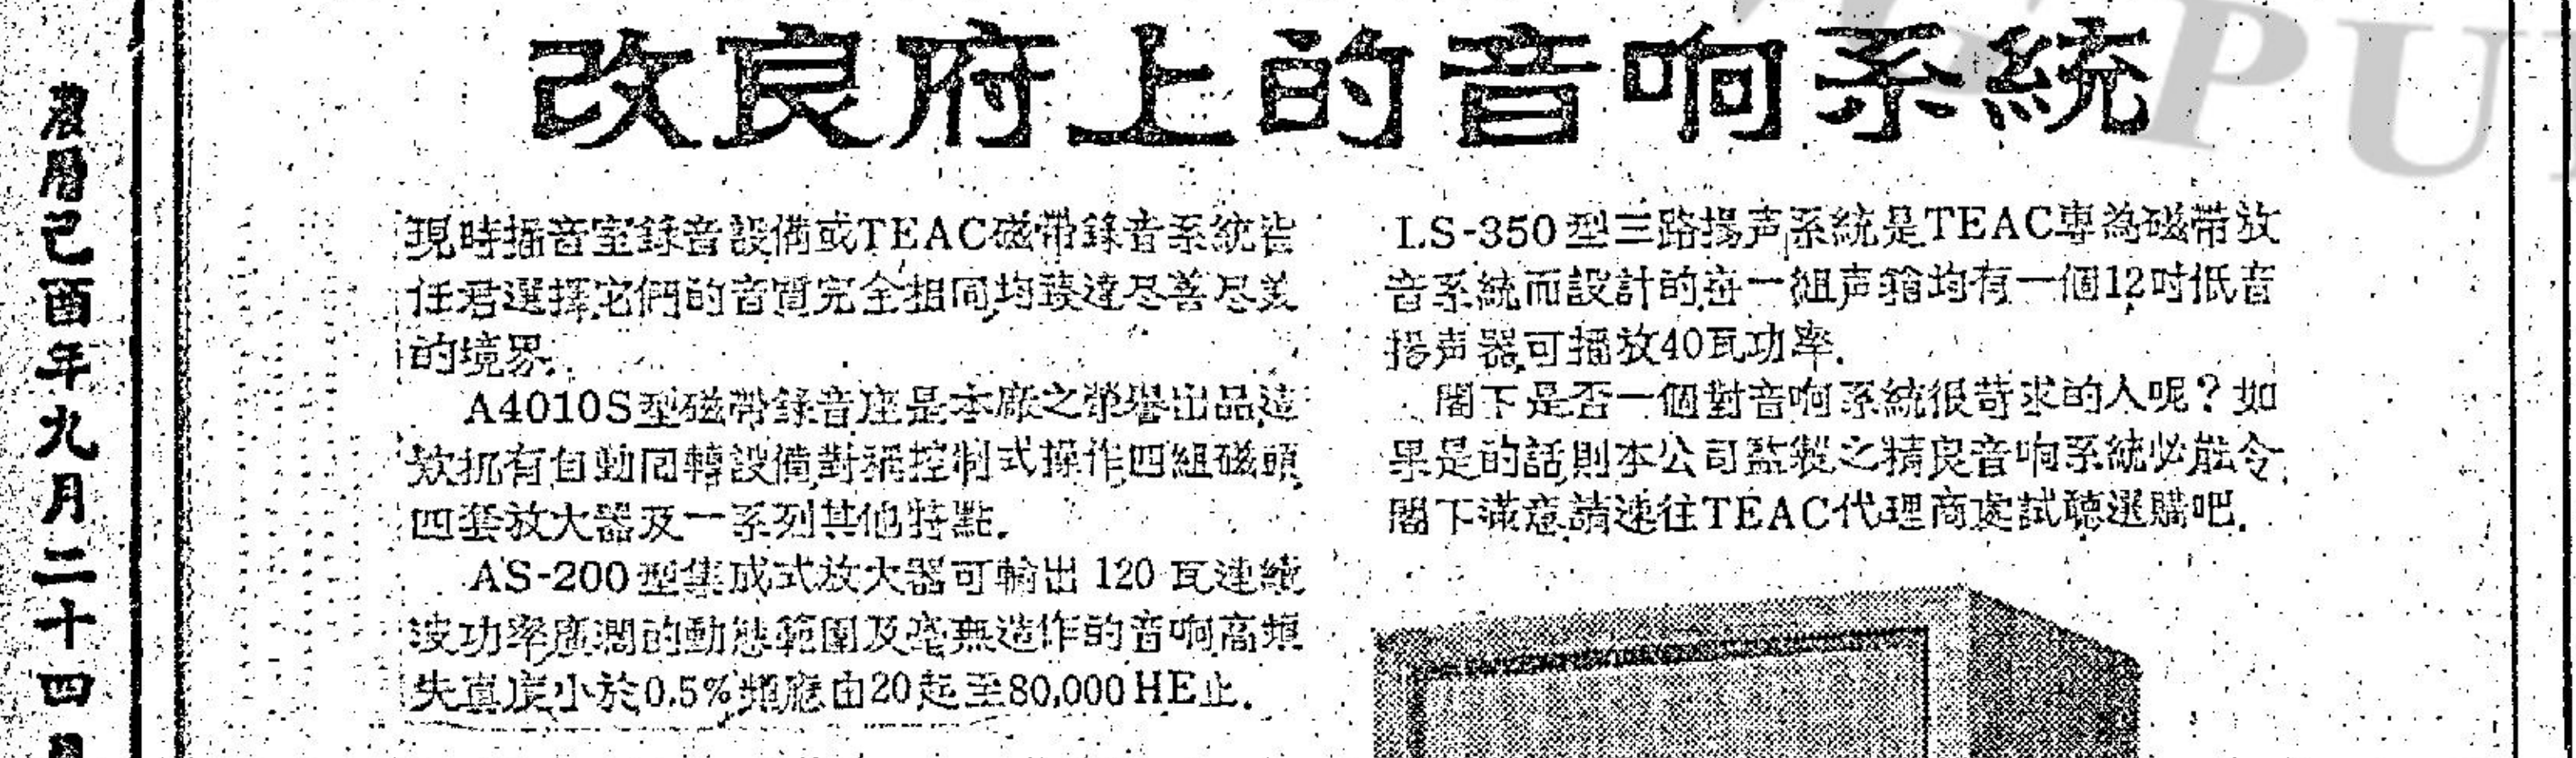 改良府上的音响系統
現時播音室錄音設備或TEAC磁带錄音系統皆
任君選擇它們的音質完全相同,均臻達尽善尽美
的境界.
A4010S型磁带錄音座是本廠之榮譽出品這
欵机有自動回轉設備,對稱控制式操作,四組磁頭,
四套放大器及一系列其他特點.
AS-200型集成式放大器可輸出 120 瓦連續
波功率,廣濶的動態範圍及毫無造作的音响,高頻
失真度小於0.5%,頻應由20起至80,000HE止.
LS-350型三路揚声系統是TEAC專為磁带放
音系統而設計的,每一組声箱均有一個12吋低音
揚声器,可播放40瓦功率.
閣下是否一個對音响系統很苛求的人呢？如
果是的話,則本公司監製之精良音响系統必能令
閣下滿意,請速往TEAC代理商處試聽選購吧.
農曆己酉年九月二十四日
PU